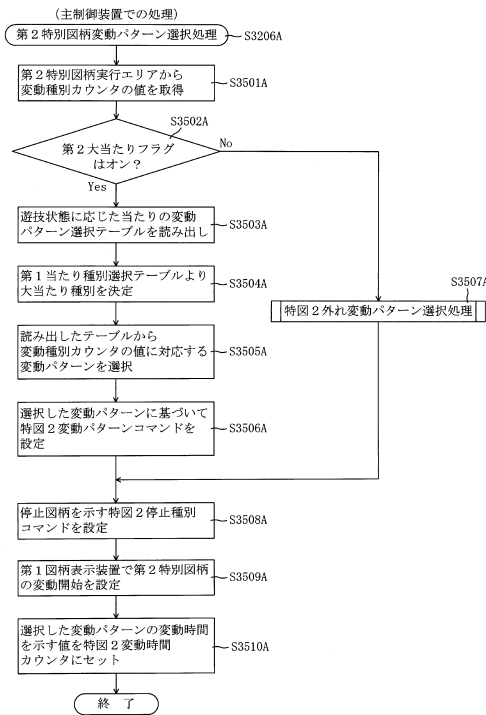 (主制御装置での処理)
第2特別図柄変動パターン選択処理
S3206A
第2特別図柄実行エリアから
変動種別カウンタの値を取得
S3501A
S3502A
第2大当たりフラグ
はオン？
No
Yes
遊技状態に応じた当たりの変動
パターン選択テーブルを読み出し
S3503A
第1当たり種別選択テーブルより
大当たり種別を決定
S3504A
S3507A
特図2外れ変動パターン選択処理
読み出したテーブルから
変動種別カウンタの値に対応する
変動パターンを選択
S3505A
選択した変動パターンに基づいて
特図2変動パターンコマンドを
設定
S3506A
停止図柄を示す特図2停止種別
コマンドを設定
S3508A
第1図柄表示装置で第2特別図柄
の変動開始を設定
S3509A
選択した変動パターンの変動時間
を示す値を特図2変動時間
カウンタにセット
S3510A
終 了